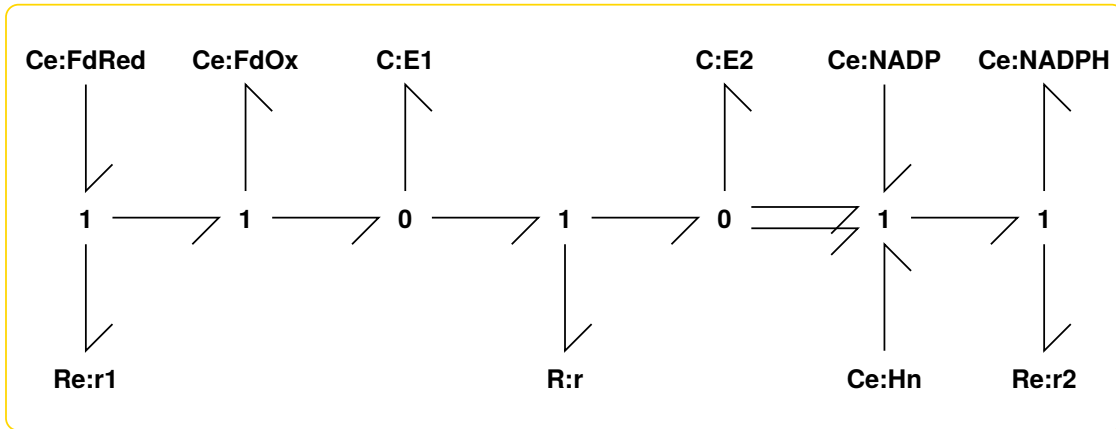 Ce:FdRed Ce:FdOx C:E1 C:E2 Ce:NADP Ce:NADPH
1 1 0 1 0 1 1
Re:r1 R:r Ce:Hn Re:r2